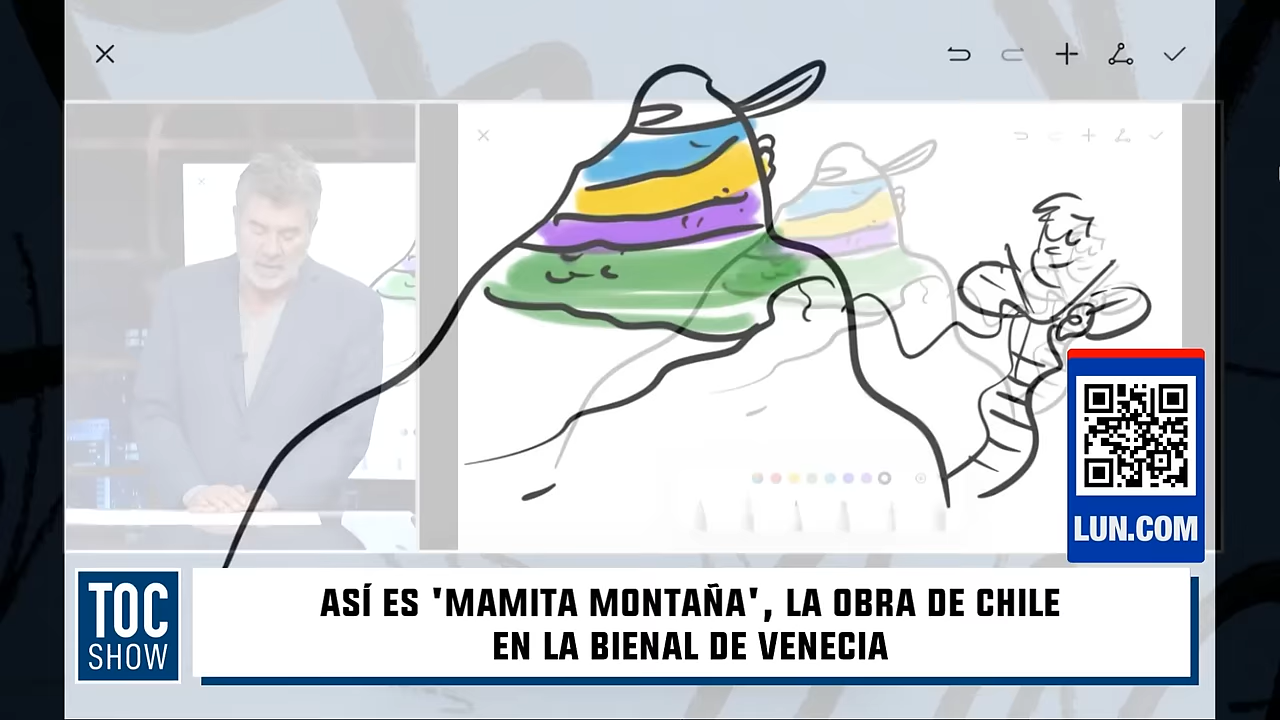 LUN.COM
TOC
SHOW
ASÍ ES 'MAMITA MONTAÑA', LA OBRA DE CHILE
EN LA BIENAL DE VENECIA